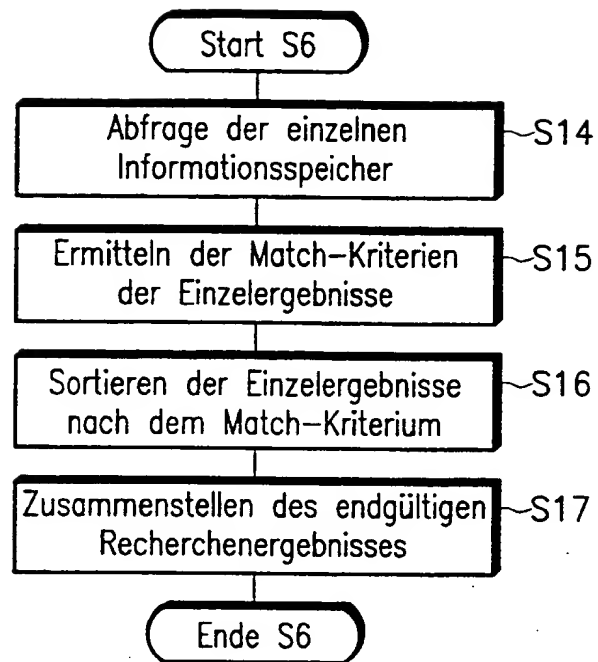 Start S6
Abfrage der einzelnen
Informationsspeicher
S14
Ermitteln der Match-Kriterien
der Einzelergebnisse
S15
Sortieren der Einzelergebnisse
nach dem Match-Kriterium
S16
Zusammenstellen des endgültigen
Recherchenergebnisses
S17
Ende S6